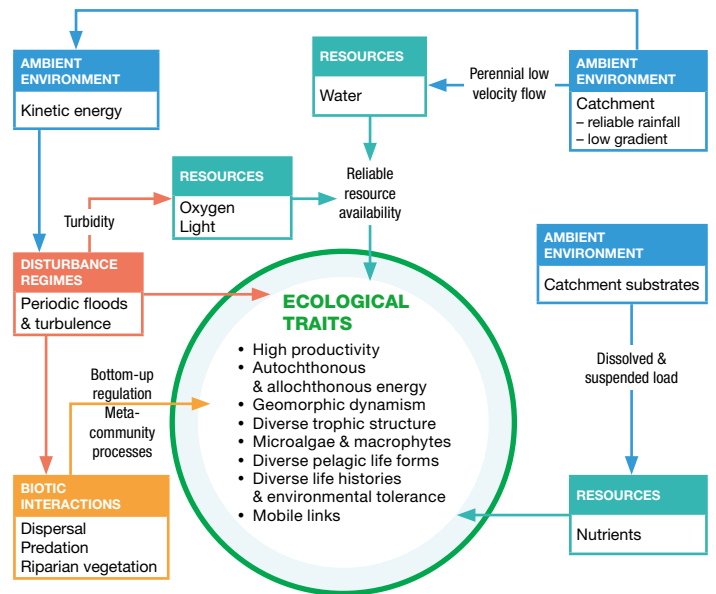 AMBIENT
ENVIRONMENT
Kinetic energy
RESOURCES
Water
Perennial low
velocity flow
AMBIENT
ENVIRONMENT
Catchment
– reliable rainfall
– low gradient
RESOURCES
Oxygen
Light
Reliable
resource
availability
Turbidity
DISTURBANCE
REGIMES
Periodic floods
& turbulence
AMBIENT
ENVIRONMENT
Catchment substrates
ECOLOGICAL
TRAITS
• High productivity
• Autochthonous
& allochthonous energy
• Geomorphic dynamism
• Diverse trophic structure
• Microalgae & macrophytes
• Diverse pelagic life forms
• Diverse life histories
& environmental tolerance
• Mobile links
Bottom-up
regulation
Meta-
community
processes
Dissolved &
suspended load
BIOTIC
INTERACTIONS
Dispersal
Predation
Riparian vegetation
RESOURCES
Nutrients